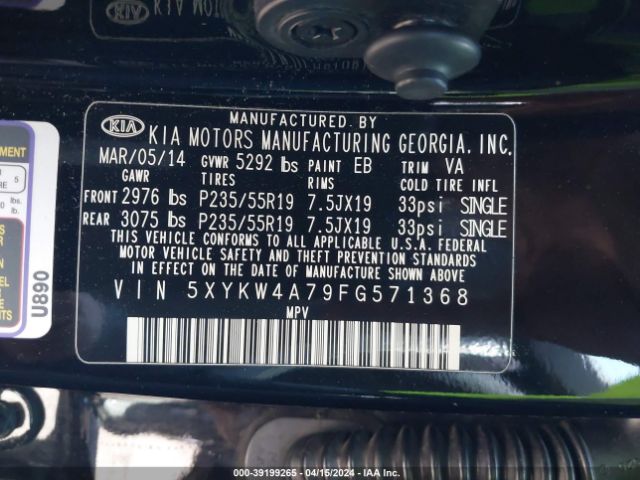 MANUFACTURED BY
KIA KIA MOTORS MANUFACTURING GEORGIA, INC.
MAR/05/14 GVWR 5292 lbs PAINT EB TRIM VA
GAWR TIRES RIMS COLD TIRE INFL
FRONT 2976 lbs P235/55R19 7.5JX19 33psi SINGLE
REAR 3075 lbs P235/55R19 7.5JX19 33psi SINGLE
THIS VEHICLE CONFORMS TO ALL APPLICABLE U.S.A. FEDERAL
MOTOR VEHICLE SAFETY AND THEFT PREVENTION STANDARDS
IN EFFECT ON THE DATE OF MANUFACTURE SHOWN ABOVE
VIN 5XYKW4A79FG571368
MPV
U890
000-39199265 - 04/15/2024 - IAA Inc.